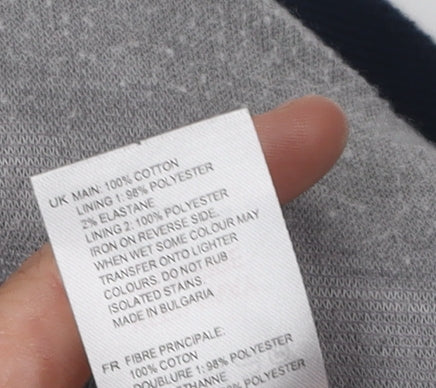 UK MAIN: 100% COTTON
LINING 1: 98% POLYESTER
2% ELASTANE
LINING 2: 100% POLYESTER
IRON ON REVERSE SIDE.
WHEN WET SOME COLOUR MAY
TRANSFER ONTO LIGHTER
COLOURS. DO NOT RUB
ISOLATED STAINS.
MADE IN BULGARIA
FR FIBRE PRINCIPALE:
100% COTON
DOUBLURE 1: 98% POLYESTER